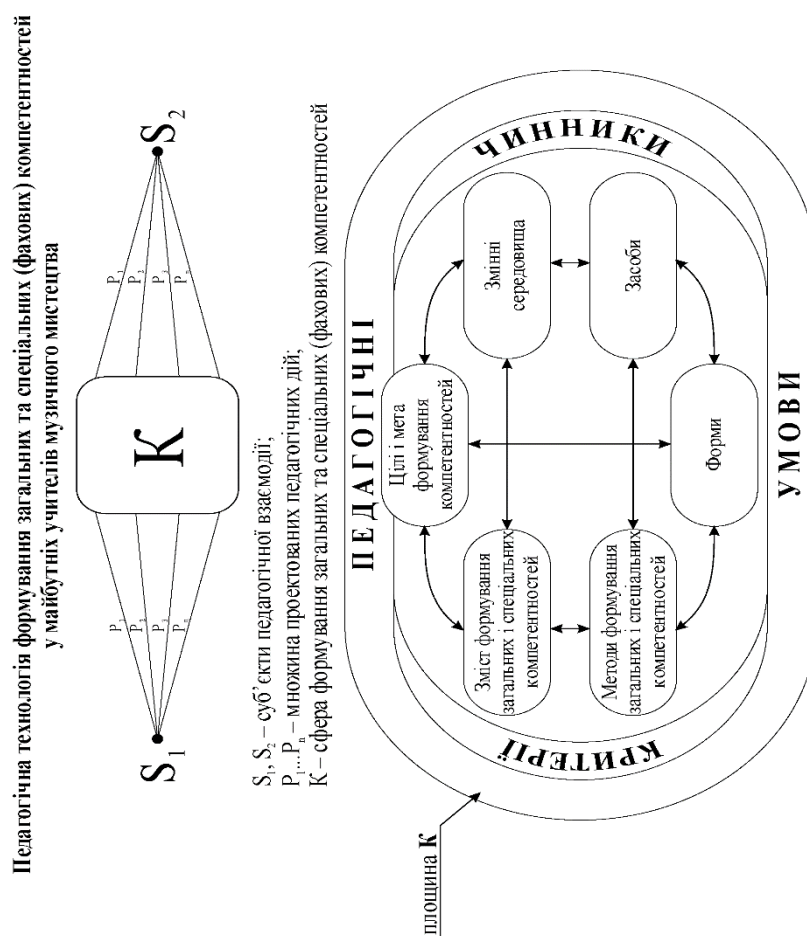 Педагогічна технологія формування загальних та спеціальних (фахових) компетентностей
у майбутніх учителів музичного мистецтва
S₁
P₁
P₂
P₃
Pₙ
К
P₁
P₂
P₃
Pₙ
S₂
S₁, S₂ – суб’єкти педагогічної взаємодії;
P₁...Pₙ – множина проектованих педагогічних дій;
К – сфера формування загальних та спеціальних (фахових) компетентностей
площина К
ПЕДАГОГІЧНІ
КРИТЕРІЇ
ЧИННИКИ
УМОВИ
Цілі і мета
формування
компетентностей
Зміст формування
загальних і спеціальних
компетентностей
Змінні
середовища
Методи формування
загальних і спеціальних
компетентностей
Засоби
Форми